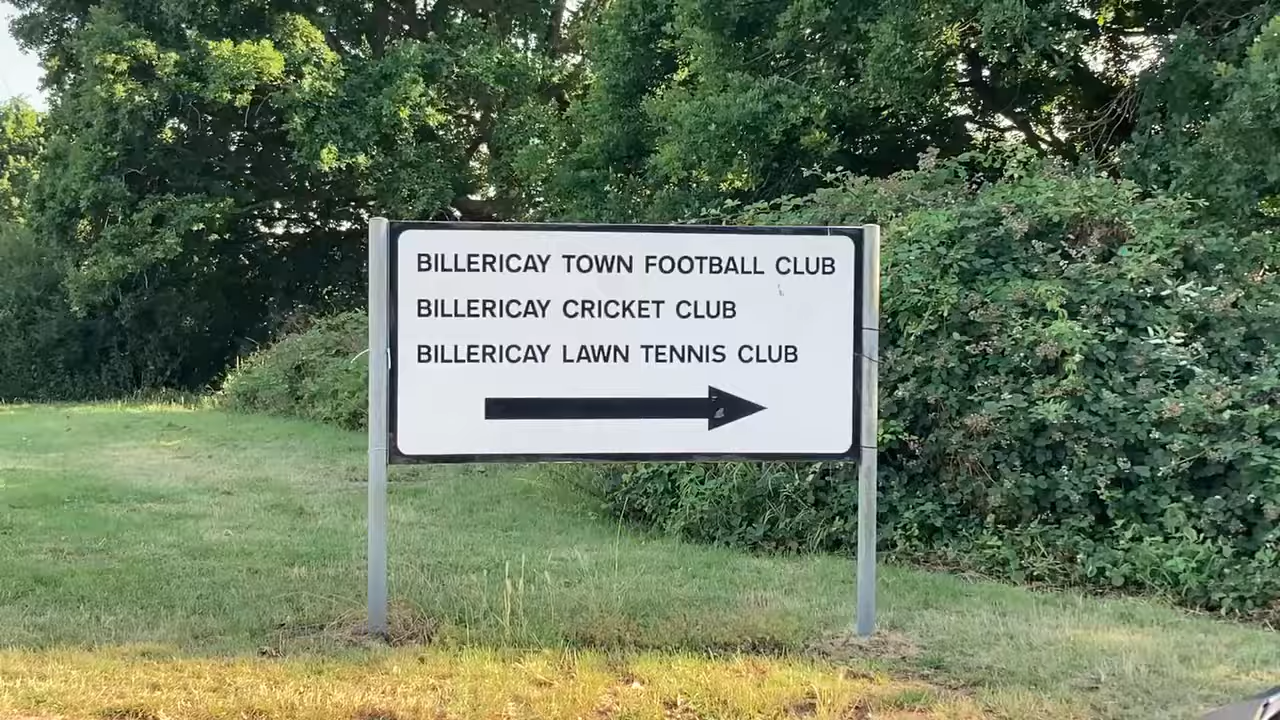 BILLERICAY TOWN FOOTBALL CLUB
BILLERICAY CRICKET CLUB
BILLERICAY LAWN TENNIS CLUB